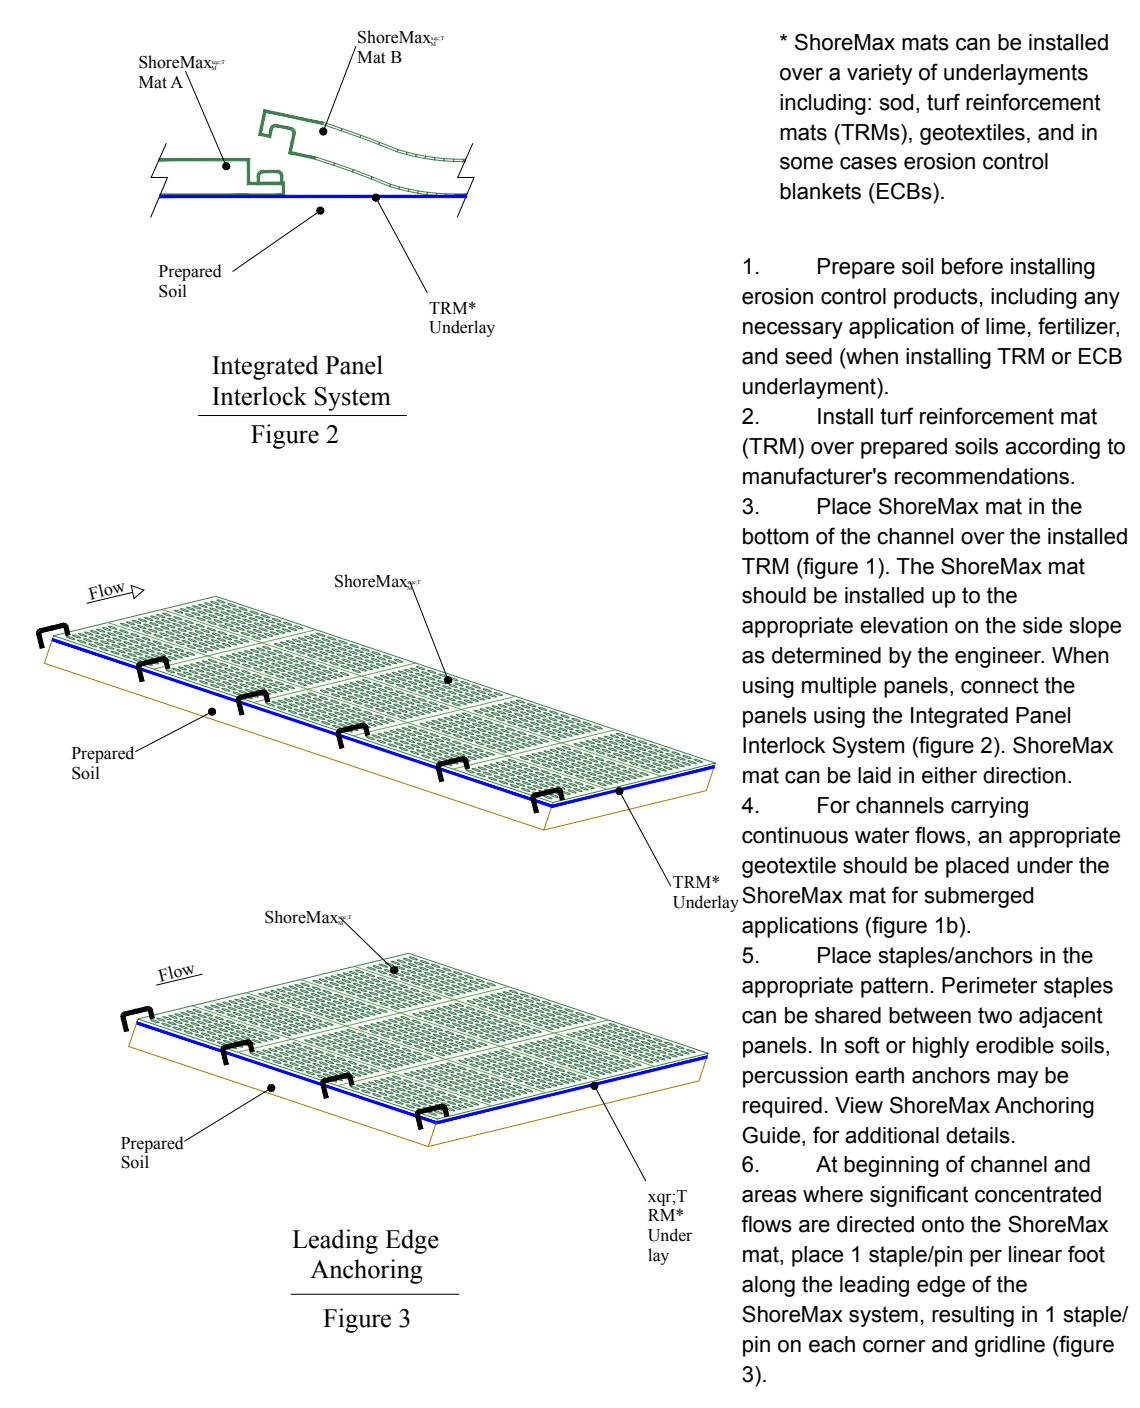 ShoreMax
Mat A
ShoreMax
Mat B
Prepared
Soil
TRM*
Underlay
Integrated Panel
Interlock System
Figure 2
Flow
ShoreMax
Prepared
Soil
TRM*
Underlay
ShoreMax
Flow
Prepared
Soil
xqr;T
RM*
Under
lay
Leading Edge
Anchoring
Figure 3
* ShoreMax mats can be installed
over a variety of underlayments
including: sod, turf reinforcement
mats (TRMs), geotextiles, and in
some cases erosion control
blankets (ECBs).
1. Prepare soil before installing
erosion control products, including any
necessary application of lime, fertilizer,
and seed (when installing TRM or ECB
underlayment).
2. Install turf reinforcement mat
(TRM) over prepared soils according to
manufacturer's recommendations.
3. Place ShoreMax mat in the
bottom of the channel over the installed
TRM (figure 1). The ShoreMax mat
should be installed up to the
appropriate elevation on the side slope
as determined by the engineer. When
using multiple panels, connect the
panels using the Integrated Panel
Interlock System (figure 2). ShoreMax
mat can be laid in either direction.
4. For channels carrying
continuous water flows, an appropriate
geotextile should be placed under the
ShoreMax mat for submerged
applications (figure 1b).
5. Place staples/anchors in the
appropriate pattern. Perimeter staples
can be shared between two adjacent
panels. In soft or highly erodible soils,
percussion earth anchors may be
required. View ShoreMax Anchoring
Guide, for additional details.
6. At beginning of channel and
areas where significant concentrated
flows are directed onto the ShoreMax
mat, place 1 staple/pin per linear foot
along the leading edge of the
ShoreMax system, resulting in 1 staple/
pin on each corner and gridline (figure
3).